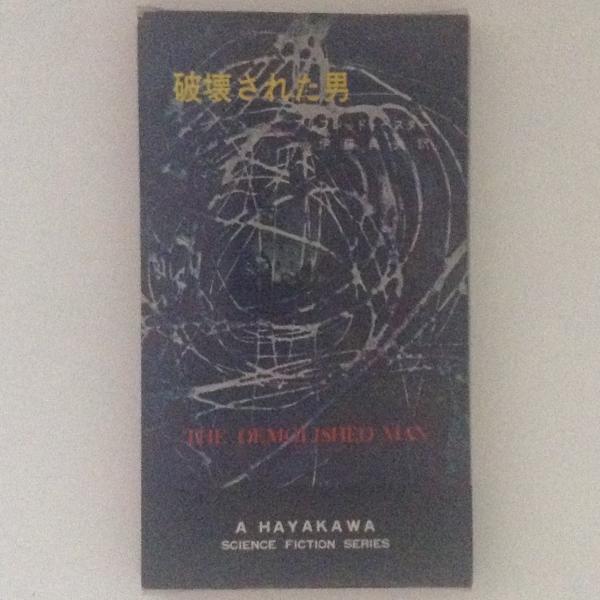 破壊された男
THE DEMOLISHED MAN
A HAYAKAWA
SCIENCE FICTION SERIES